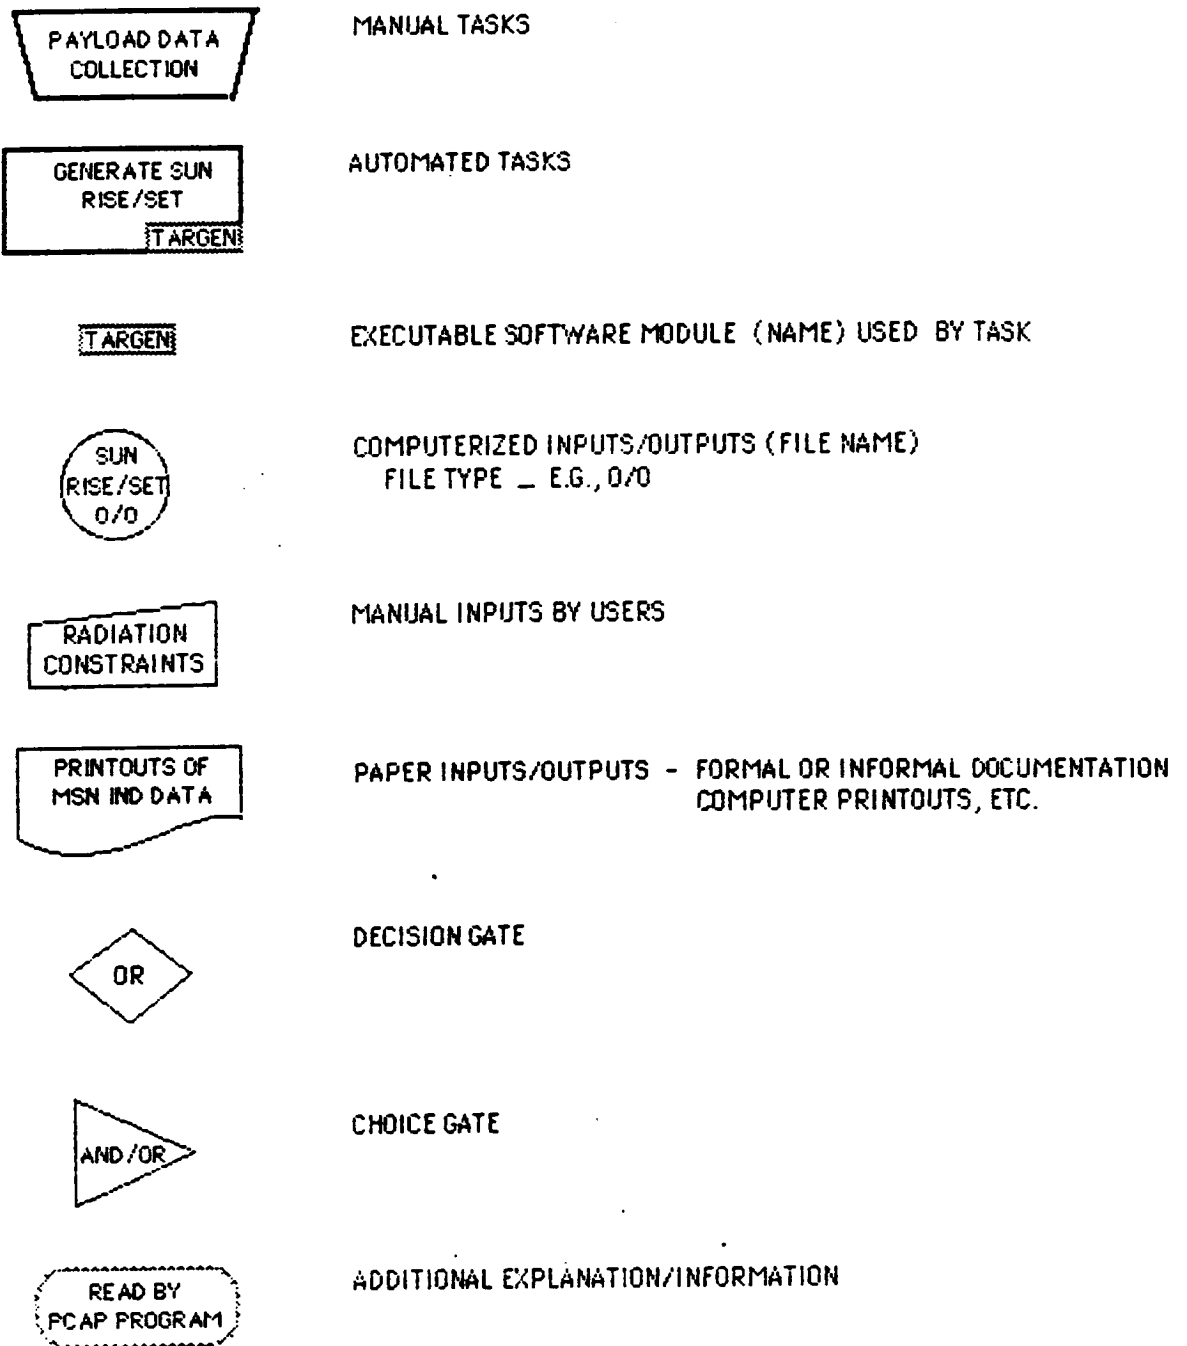 PAYLOAD DATA
COLLECTION
MANUAL TASKS
GENERATE SUN
RISE/SET
TARGEN
AUTOMATED TASKS
TARGEN
EXECUTABLE SOFTWARE MODULE (NAME) USED BY TASK
SUN
RISE/SET
O/O
COMPUTERIZED INPUTS/OUTPUTS (FILE NAME)
FILE TYPE _ E.G., O/O
RADIATION
CONSTRAINTS
MANUAL INPUTS BY USERS
PRINTOUTS OF
MSN IND DATA
PAPER INPUTS/OUTPUTS - FORMAL OR INFORMAL DOCUMENTATION
COMPUTER PRINTOUTS, ETC.
OR
DECISION GATE
AND/OR
CHOICE GATE
READ BY
PCAP PROGRAM
ADDITIONAL EXPLANATION/INFORMATION